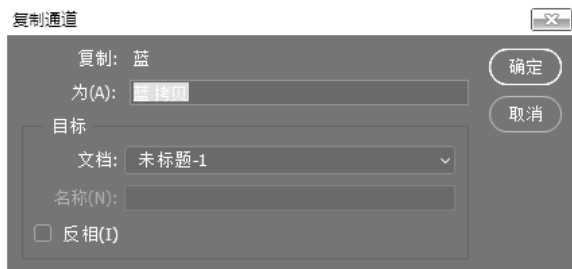 复制通道
复制: 蓝
确定
为(A): 蓝 拷贝
取消
目标
文档: 未标题-1
名称(N):
反相(I)